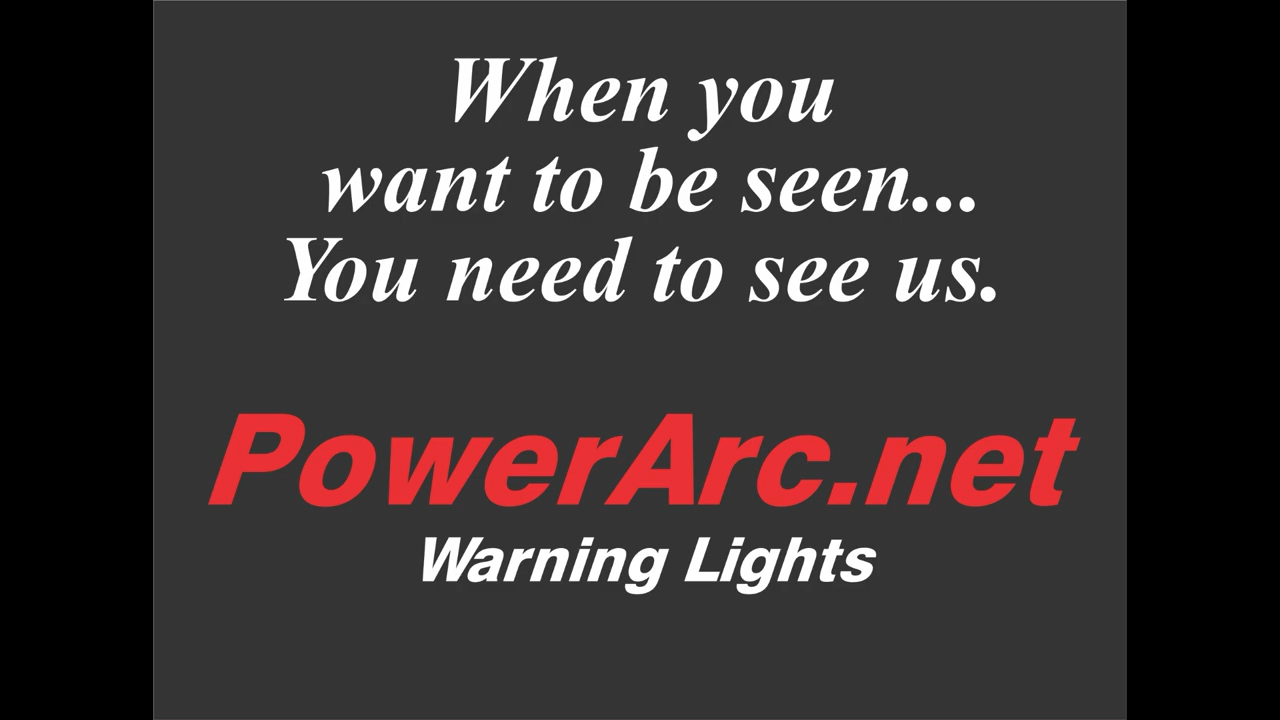 When you
want to be seen...
You need to see us.
PowerArc.net
Warning Lights